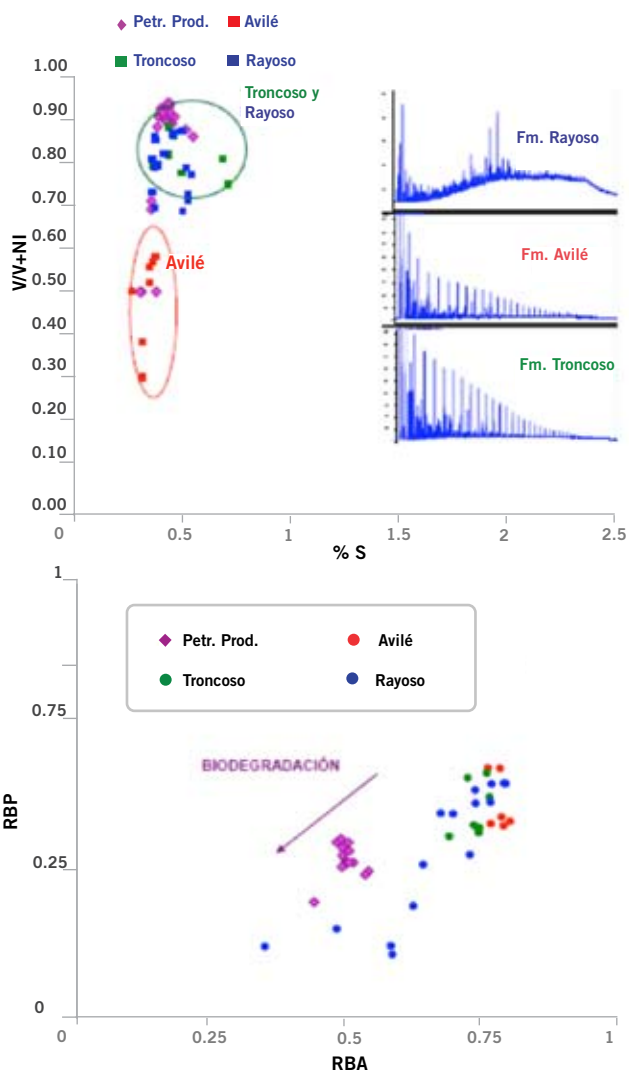 Petr. Prod. Avilé
Troncoso Rayoso
1.00
0.90
0.80
0.70
0.60
0.50
0.40
0.30
0.20
0.10
0.00
V/V+NI
Troncoso y
Rayoso
Avilé
Fm. Rayoso
Fm. Avilé
Fm. Troncoso
0 0.5 1 1.5 2 2.5
% S
1
0.75
0.25
0
RBP
Petr. Prod. Avilé
Troncoso Rayoso
BIODEGRADACIÓN
0 0.25 0.5 0.75 1
RBA